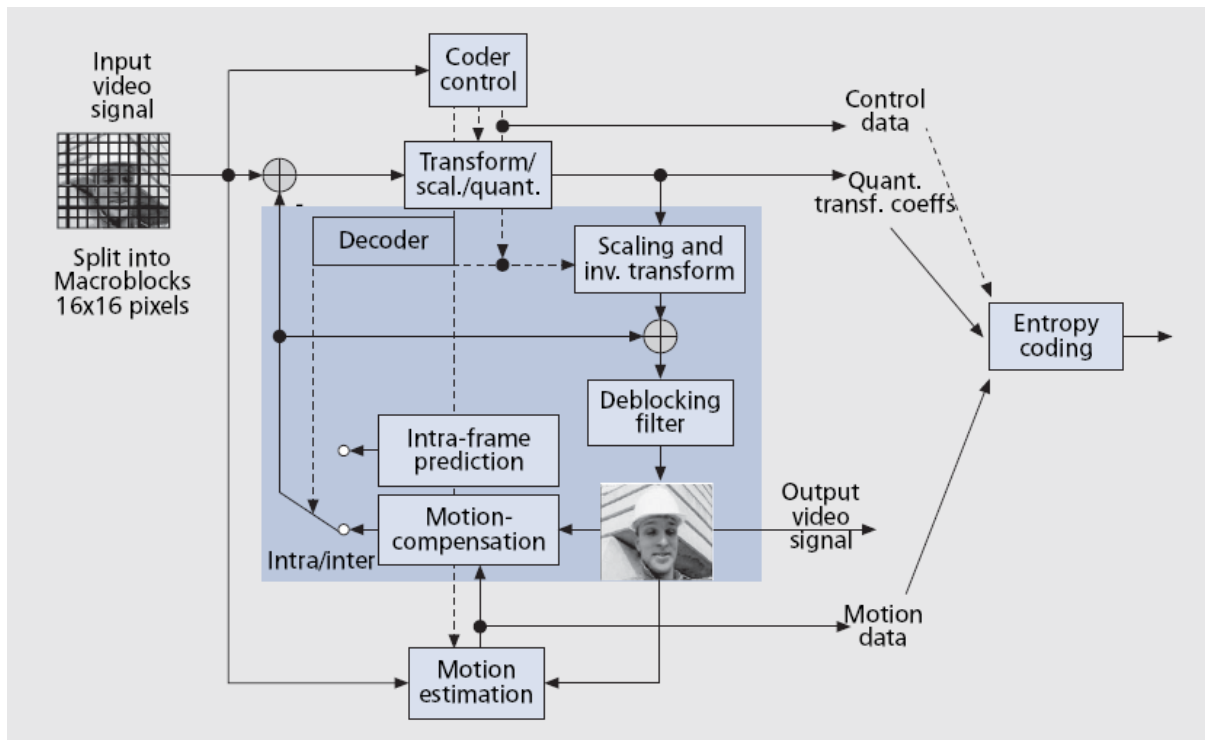 Input
video
signal
Split into
Macroblocks
16x16 pixels
Coder
control
Transform/
scal./quant.
-
Decoder
Scaling and
inv. transform
Deblocking
filter
Intra-frame
prediction
Motion-
compensation
Intra/inter
Motion
estimation
Control
data
Quant.
transf. coeffs
Entropy
coding
Output
video
signal
Motion
data